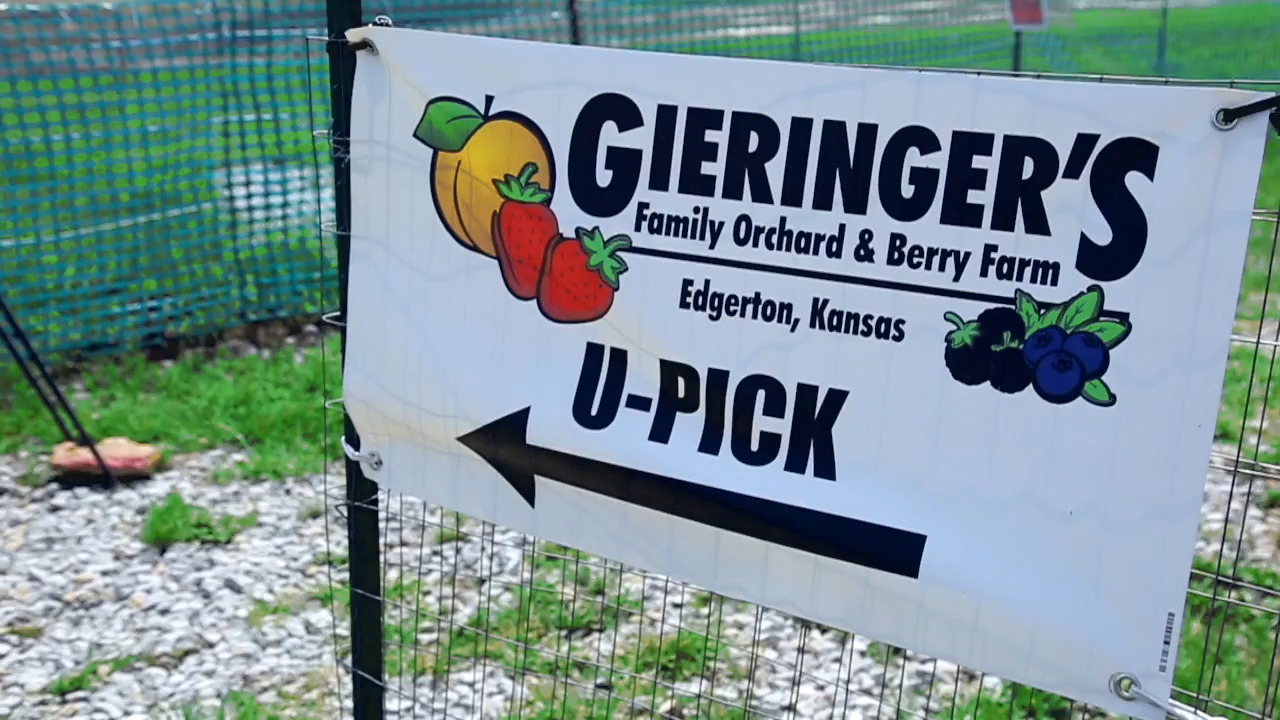 GIERINGER'S
Family Orchard & Berry Farm
Edgerton, Kansas
U-PICK